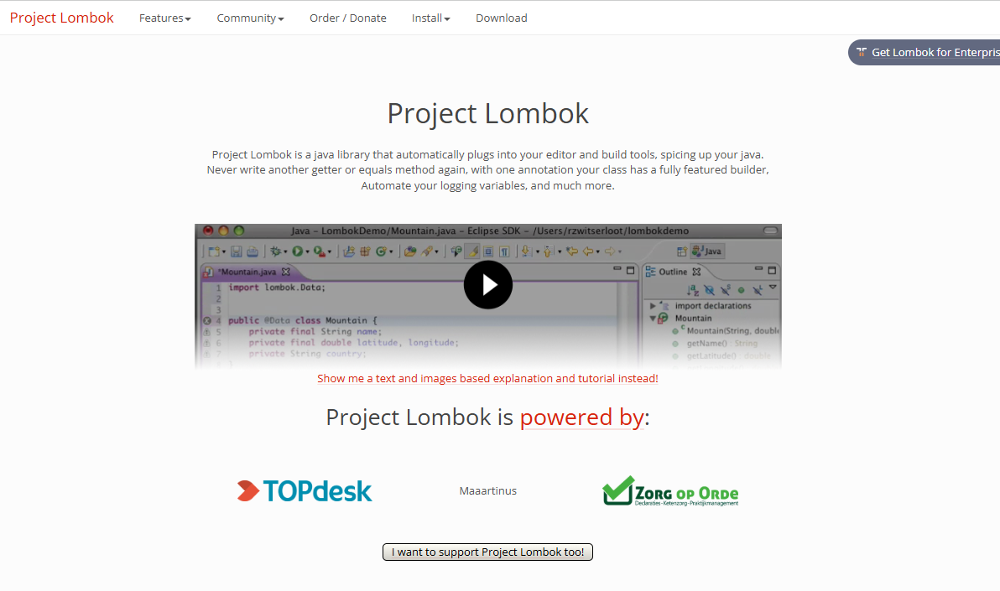 Project Lombok
Features
Community
Order / Donate
Install
Download
Get Lombok for Enterpris
Project Lombok
Project Lombok is a java library that automatically plugs into your editor and build tools, spicing up your java.
Never write another getter or equals method again, with one annotation your class has a fully featured builder,
Automate your logging variables, and much more.
Java – LombokDemo/Mountain.java – Eclipse SDK – /Users/rzwitserloot/lombokdemo
Java
*Mountain.java
Outline
1 import lombok.Data;
2
3
4 public @Data class Mountain {
5 private final String name;
6 private final double latitude, longitude;
7 private String country;
}
import declarations
Mountain
Mountain(String, double
getName() : String
getLatitude() : double
Show me a text and images based explanation and tutorial instead!
Project Lombok is powered by:
TOPdesk
Maaartinus
Zorg op Orde
Declaraties-Ketenzorg-Praktijkmanagement
I want to support Project Lombok too!